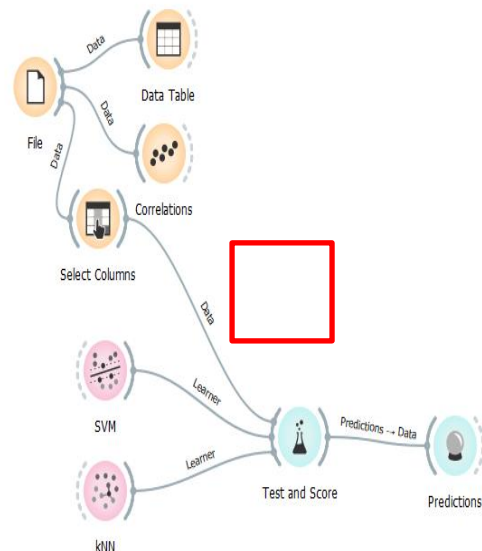 Data
Data Table
File
Data
Data
Correlations
Select Columns
Data
Learner
SVM
Learner
Predictions → Data
Test and Score
Predictions
kNN